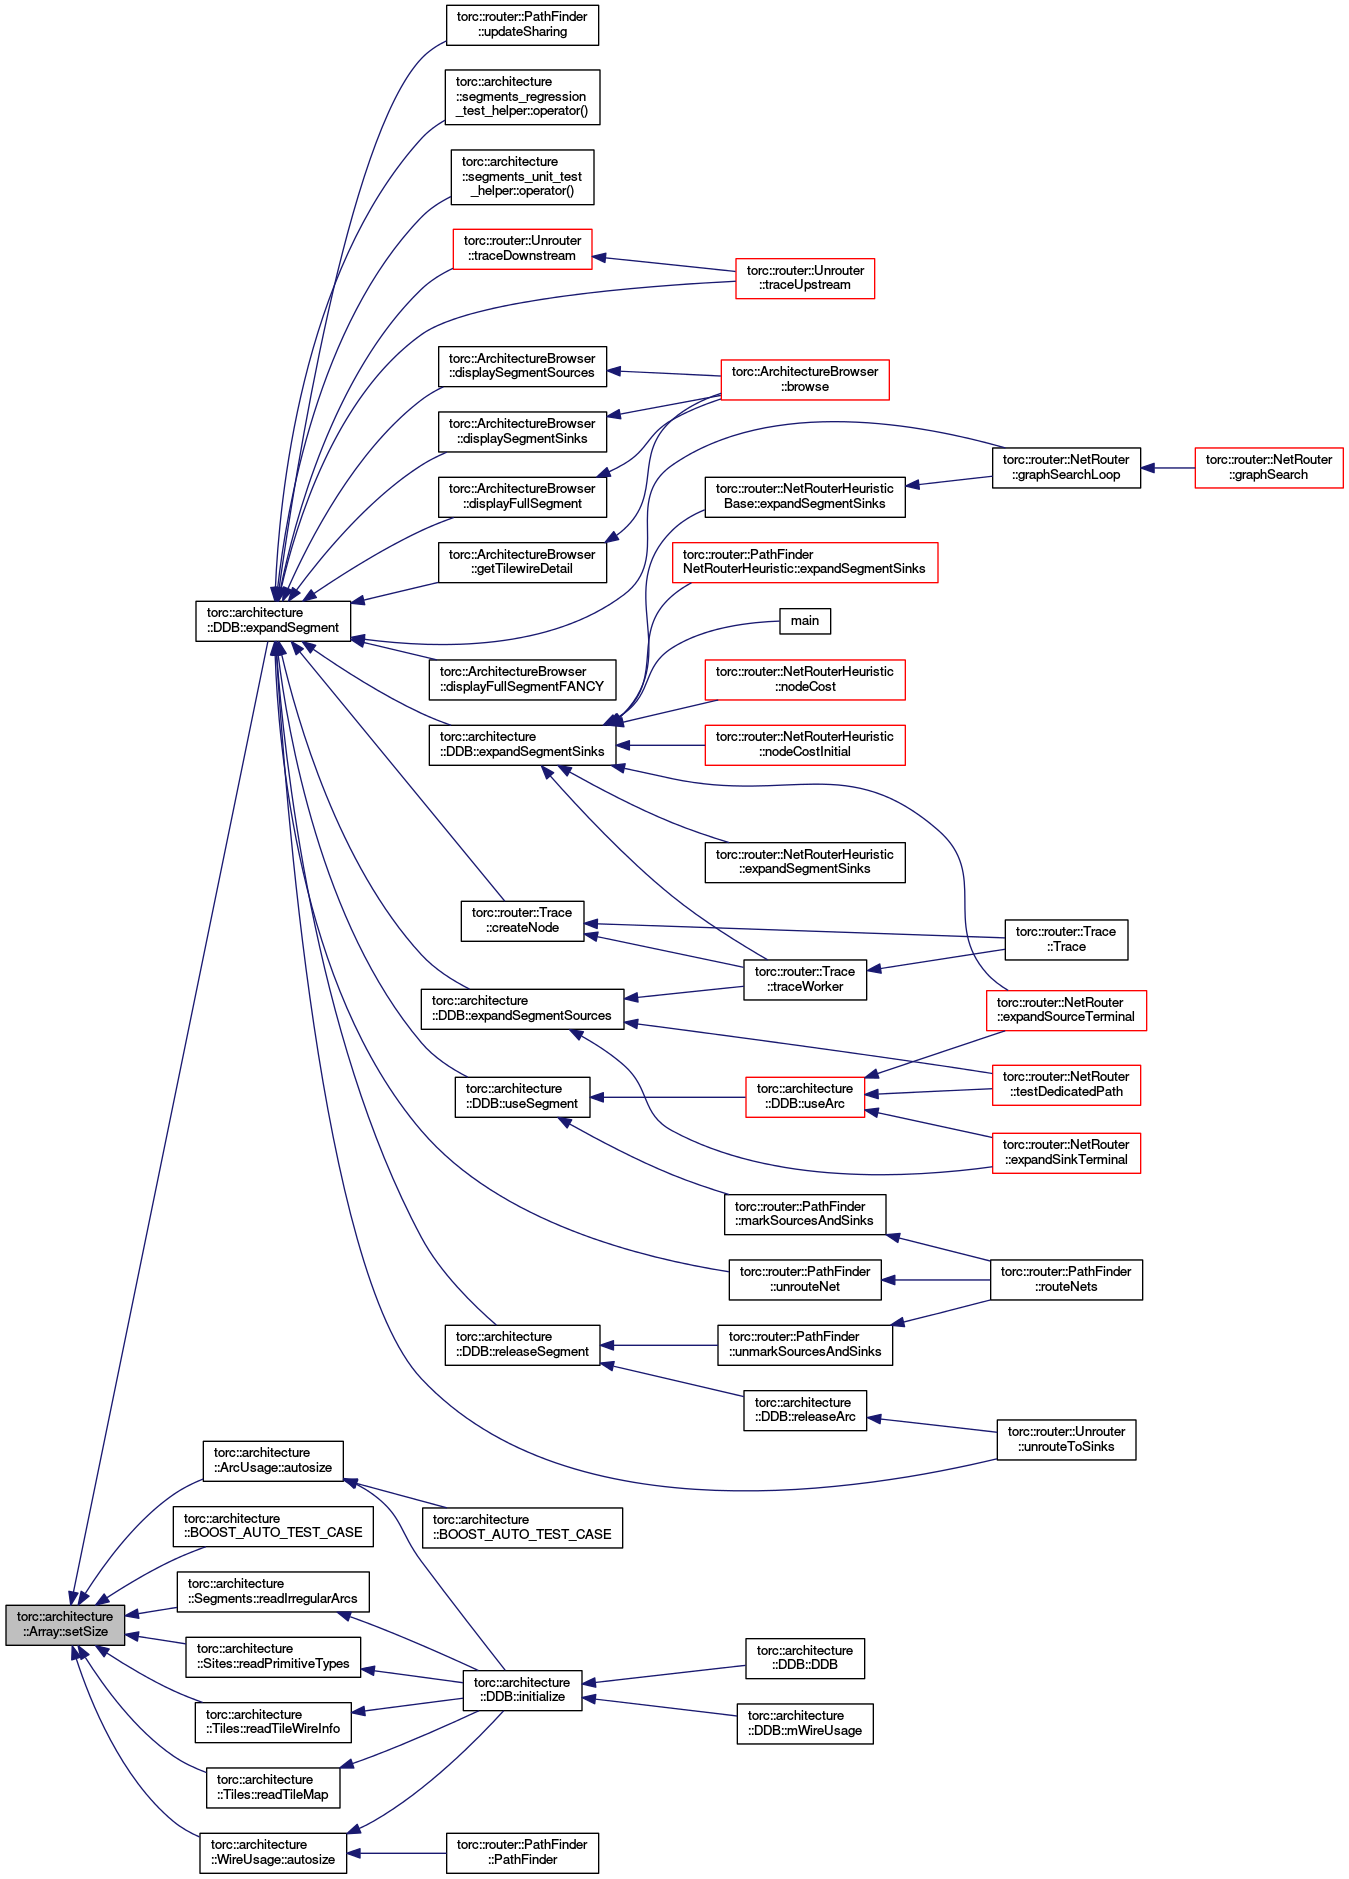 torc::router::PathFinder
::updateSharing
torc::architecture
::segments_regression
_test_helper::operator()
torc::architecture
::segments_unit_test
_helper::operator()
torc::router::Unrouter
::traceDownstream
torc::router::Unrouter
::traceUpstream
torc::ArchitectureBrowser
::displaySegmentSources
torc::ArchitectureBrowser
::browse
torc::ArchitectureBrowser
::displaySegmentSinks
torc::router::NetRouter
::graphSearchLoop
torc::router::NetRouter
::graphSearch
torc::ArchitectureBrowser
::displayFullSegment
torc::router::NetRouterHeuristic
Base::expandSegmentSinks
torc::ArchitectureBrowser
::getTilewireDetail
torc::router::PathFinder
NetRouterHeuristic::expandSegmentSinks
torc::architecture
::DDB::expandSegment
main
torc::ArchitectureBrowser
::displayFullSegmentFANCY
torc::router::NetRouterHeuristic
::nodeCost
torc::architecture
::DDB::expandSegmentSinks
torc::router::NetRouterHeuristic
::nodeCostInitial
torc::router::NetRouterHeuristic
::expandSegmentSinks
torc::router::Trace
::createNode
torc::router::Trace
::Trace
torc::router::Trace
::traceWorker
torc::architecture
::DDB::expandSegmentSources
torc::router::NetRouter
::expandSourceTerminal
torc::architecture
::DDB::useSegment
torc::architecture
::DDB::useArc
torc::router::NetRouter
::testDedicatedPath
torc::router::NetRouter
::expandSinkTerminal
torc::router::PathFinder
::markSourcesAndSinks
torc::router::PathFinder
::unrouteNet
torc::router::PathFinder
::routeNets
torc::architecture
::DDB::releaseSegment
torc::router::PathFinder
::unmarkSourcesAndSinks
torc::architecture
::DDB::releaseArc
torc::router::Unrouter
::unrouteToSinks
torc::architecture
::ArcUsage::autosize
torc::architecture
::BOOST_AUTO_TEST_CASE
torc::architecture
::BOOST_AUTO_TEST_CASE
torc::architecture
::Segments::readIrregularArcs
torc::architecture
::Array::setSize
torc::architecture
::Sites::readPrimitiveTypes
torc::architecture
::DDB::initialize
torc::architecture
::DDB::DDB
torc::architecture
::Tiles::readTileWireInfo
torc::architecture
::DDB::mWireUsage
torc::architecture
::Tiles::readTileMap
torc::architecture
::WireUsage::autosize
torc::router::PathFinder
::PathFinder